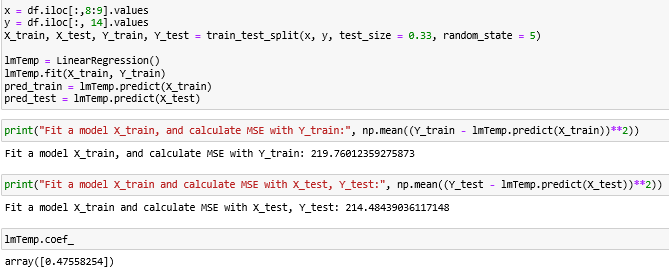 x = df.iloc[:,8:9].values
y = df.iloc[:, 14].values
X_train, X_test, Y_train, Y_test = train_test_split(x, y, test_size = 0.33, random_state = 5)
lmTemp = LinearRegression()
lmTemp.fit(X_train, Y_train)
pred_train = lmTemp.predict(X_train)
pred_test = lmTemp.predict(X_test)
print("Fit a model X_train, and calculate MSE with Y_train:", np.mean((Y_train - lmTemp.predict(X_train))**2))
Fit a model X_train, and calculate MSE with Y_train: 219.76012359275873
print("Fit a model X_train and calculate MSE with X_test, Y_test:", np.mean((Y_test - lmTemp.predict(X_test))**2))
Fit a model X_train and calculate MSE with X_test, Y_test: 214.48439036117148
lmTemp.coef_
array([0.47558254])